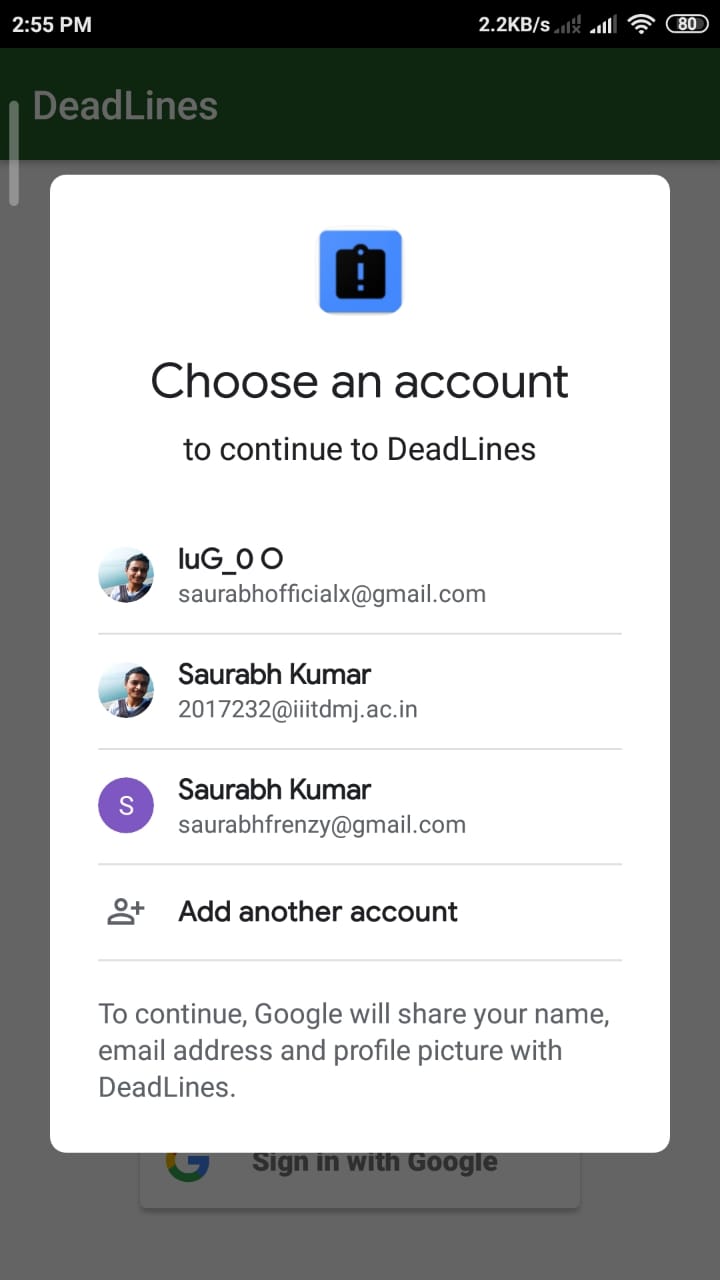 2:55 PM
2.2KB/s
80
DeadLines
Choose an account
to continue to DeadLines
luG_0 O
saurabhofficialx@gmail.com
Saurabh Kumar
2017232@iiitdmj.ac.in
S
Saurabh Kumar
saurabhfrenzy@gmail.com
Add another account
To continue, Google will share your name,
email address and profile picture with
DeadLines.
Sign in with Google